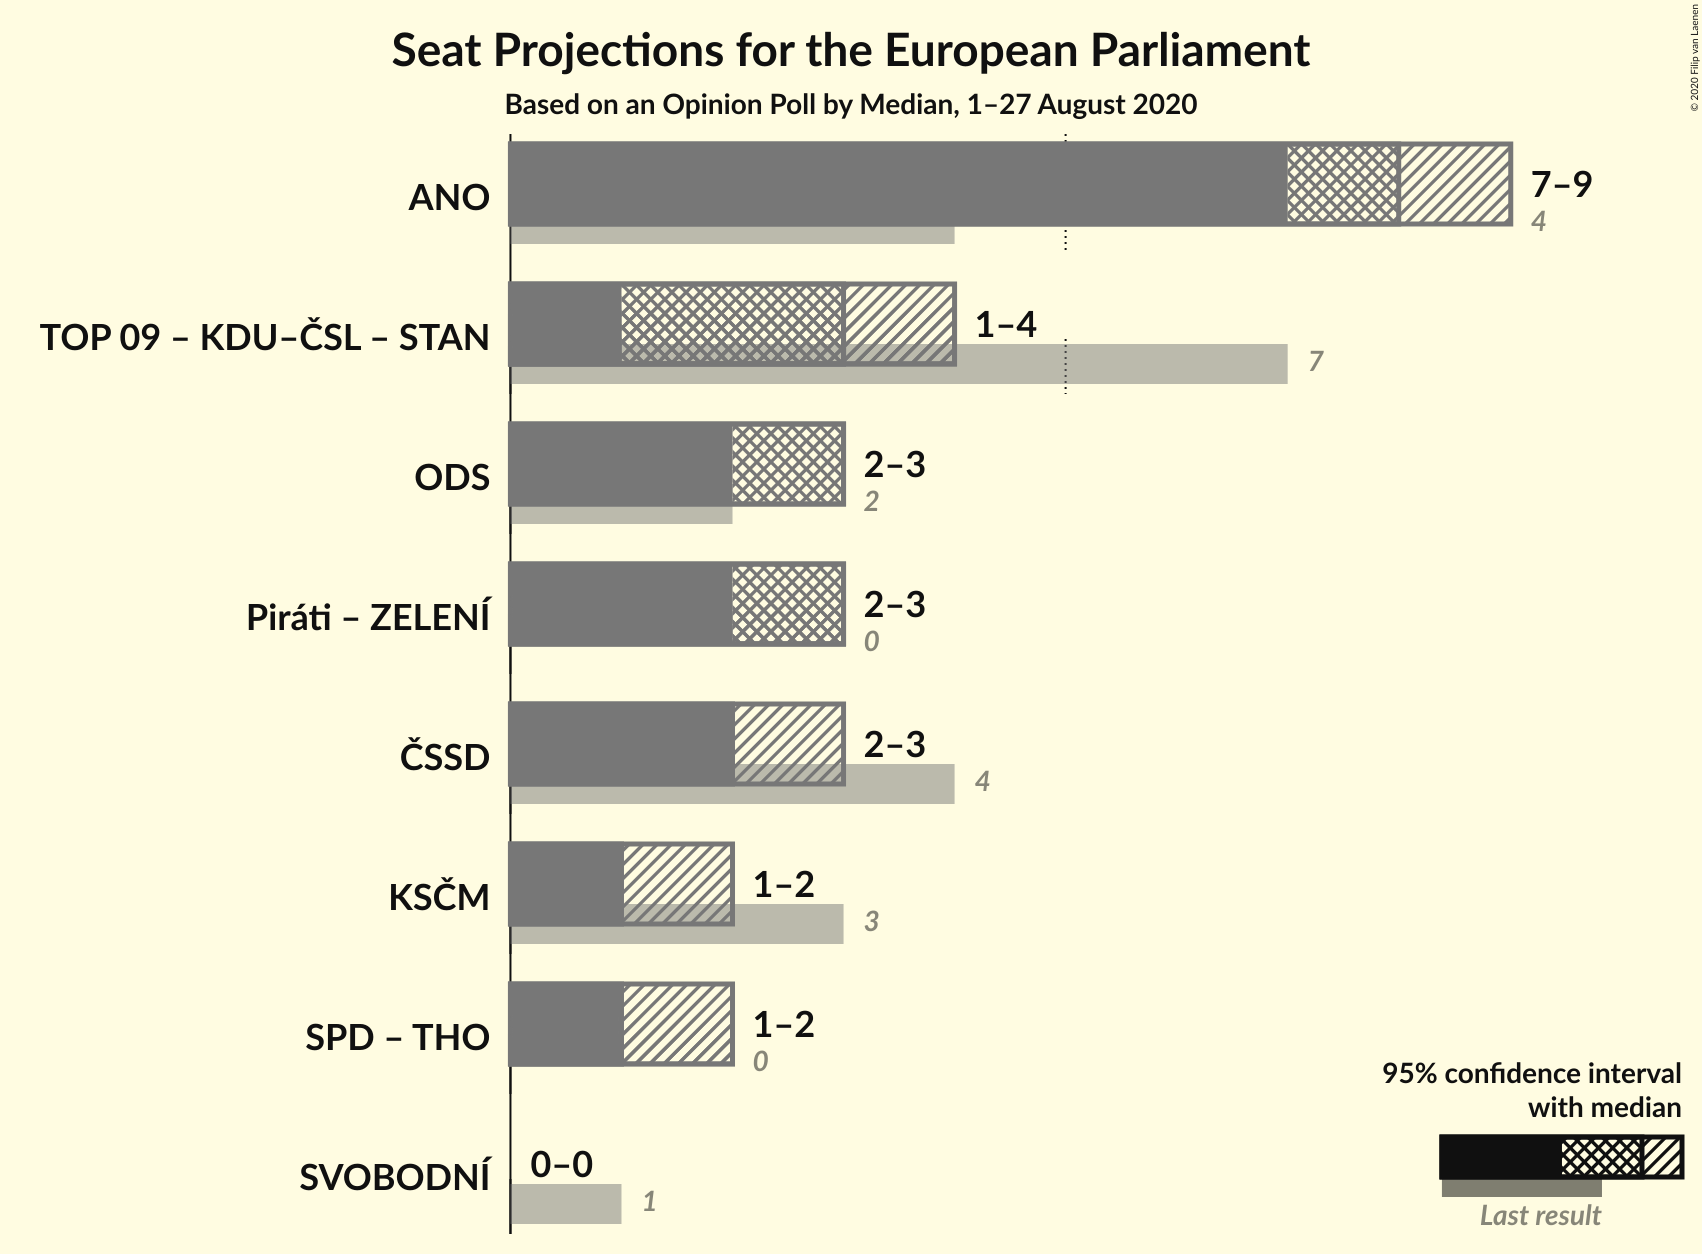 Seat Projections for the European Parliament
Based on an Opinion Poll by Median, 1–27 August 2020
© 2020 Filip van Laenen
ANO
7–9
4
TOP 09 – KDU–ČSL – STAN
1–4
7
ODS
2–3
2
Piráti – ZELENÍ
2–3
0
ČSSD
2–3
4
KSČM
1–2
3
SPD – THO
1–2
0
SVOBODNÍ
0–0
1
95% confidence interval
with median
Last result